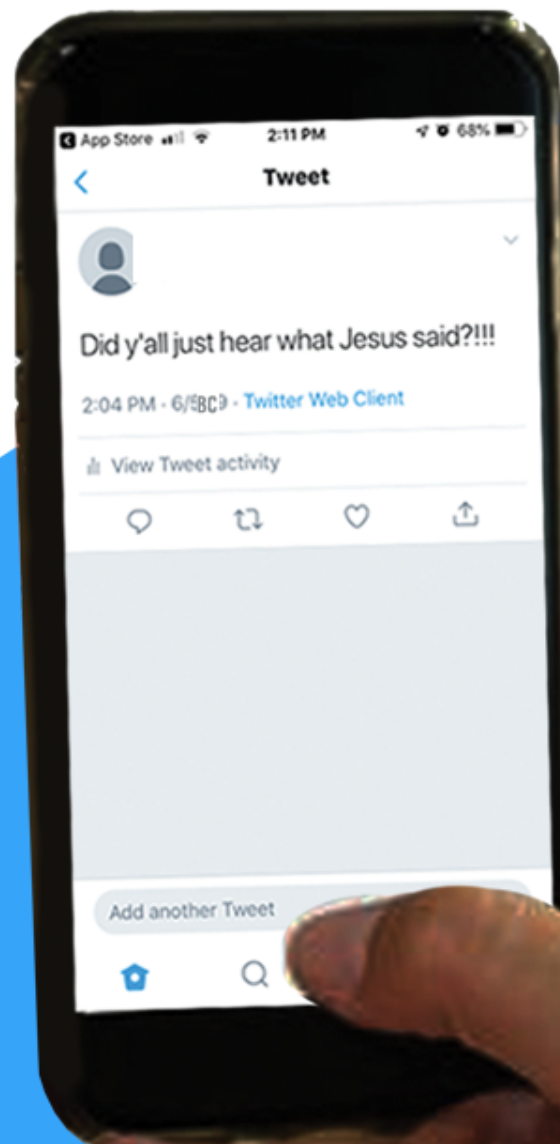 App Store 2:11 PM 68%
Tweet
Did y'all just hear what Jesus said?!!!
2:04 PM - 6/ BC - Twitter Web Client
View Tweet activity
Add another Tweet